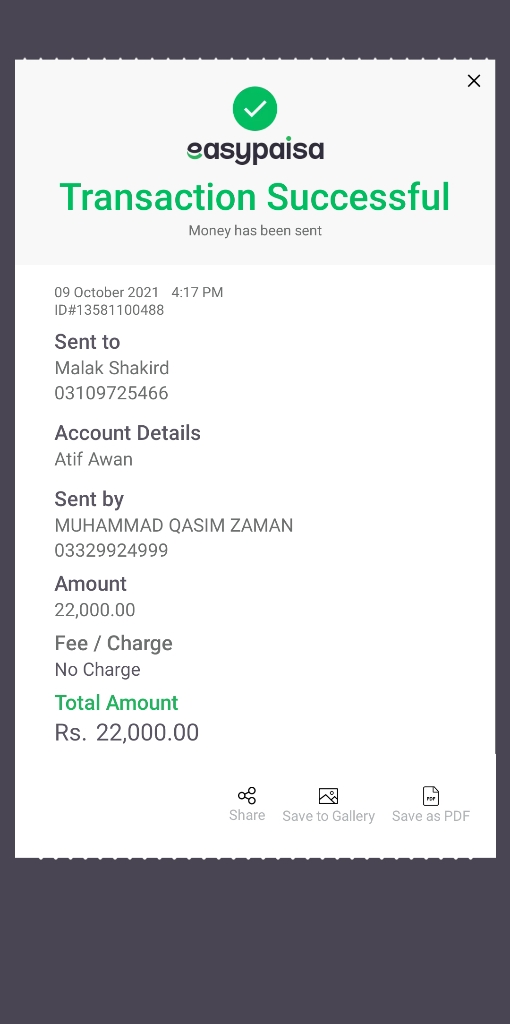 easypaisa
Transaction Successful
Money has been sent
09 October 2021 4:17 PM
ID#13581100488
Sent to
Malak Shakird
03109725466
Account Details
Atif Awan
Sent by
MUHAMMAD QASIM ZAMAN
03329924999
Amount
22,000.00
Fee / Charge
No Charge
Total Amount
Rs. 22,000.00
PDF
Share Save to Gallery Save as PDF